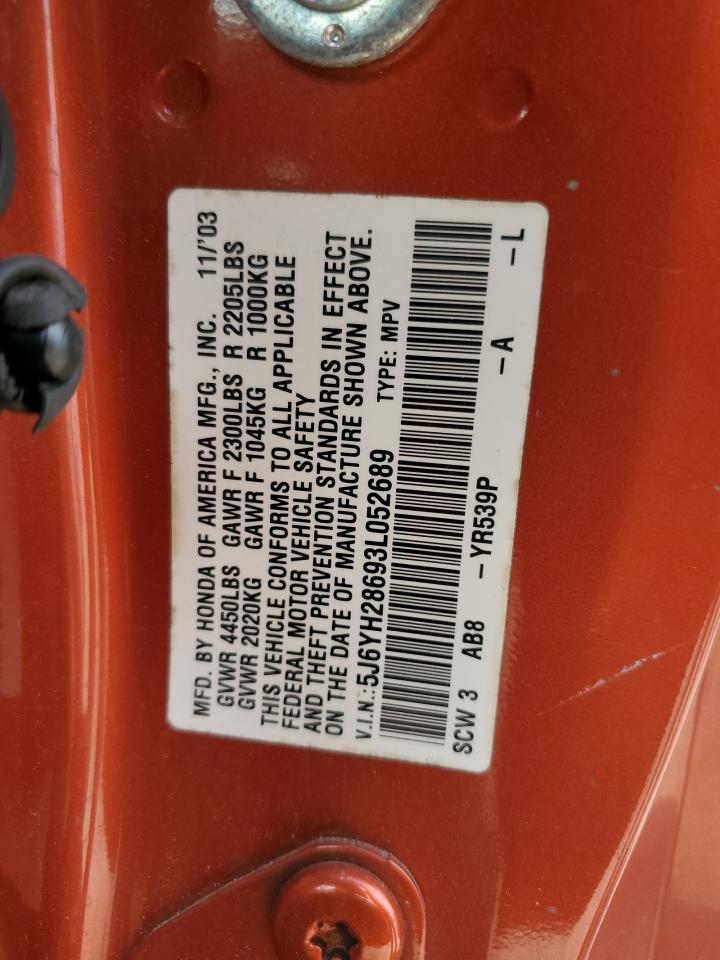 MFD. BY HONDA OF AMERICA MFG., INC. 11/'03
GVWR 4450LBS GAWR F 2300LBS R 2205LBS
GVWR 2020KG GAWR F 1045KG R 1000KG
THIS VEHICLE CONFORMS TO ALL APPLICABLE
FEDERAL MOTOR VEHICLE SAFETY
AND THEFT PREVENTION STANDARDS IN EFFECT
ON THE DATE OF MANUFACTURE SHOWN ABOVE.
V.I.N.:5J6YH28693L052689 TYPE: MPV
SCW 3 AB8 -YR539P -A -L